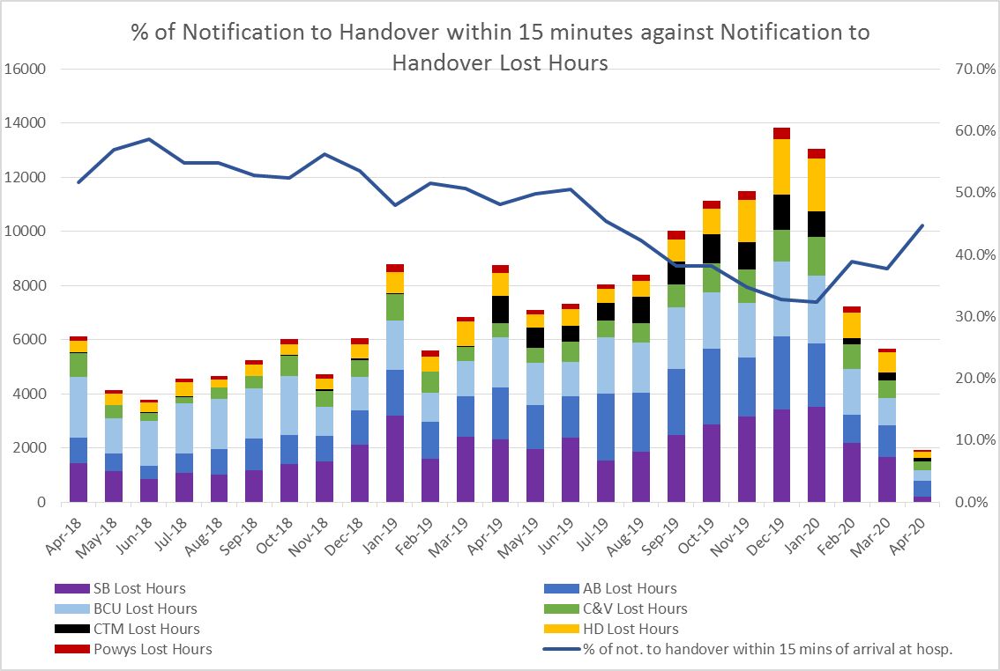 % of Notification to Handover within 15 minutes against Notification to
Handover Lost Hours
16000
14000
12000
10000
8000
6000
4000
2000
0
70.0%
60.0%
50.0%
40.0%
30.0%
20.0%
10.0%
0.0%
Apr-18
May-18
Jun-18
Jul-18
Aug-18
Sep-18
Oct-18
Nov-18
Dec-18
Jan-19
Feb-19
Mar-19
Apr-19
May-19
Jun-19
Jul-19
Aug-19
Sep-19
Oct-19
Nov-19
Dec-19
Jan-20
Feb-20
Mar-20
Apr-20
SB Lost Hours
AB Lost Hours
BCU Lost Hours
C&V Lost Hours
CTM Lost Hours
HD Lost Hours
Powys Lost Hours
% of not. to handover within 15 mins of arrival at hosp.